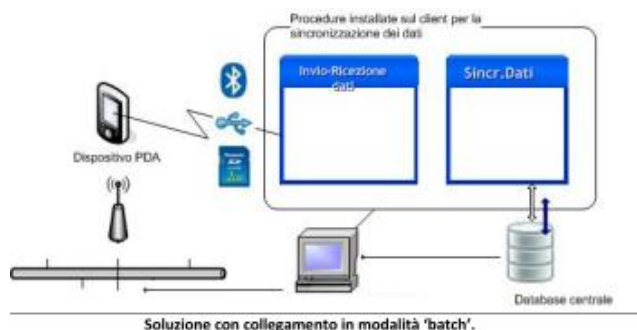 Procedure installate sul client per la
sincronizzazione dei dati
Invio-Ricezione
dati
Sincr.Dati
Dispositivo PDA
Database centrale
Soluzione con collegamento in modalità ‘batch’.